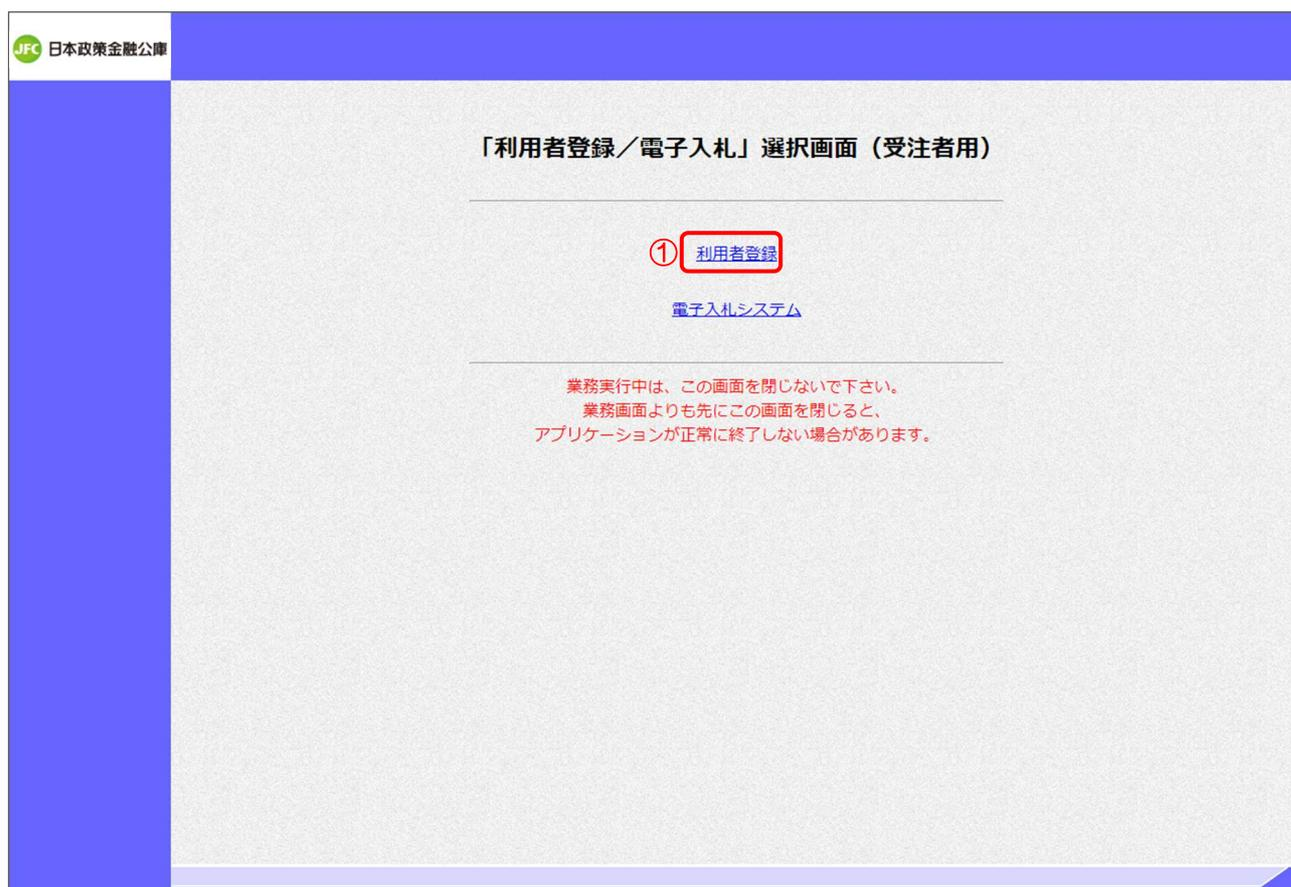 JFC 日本政策金融公庫
「利用者登録／電子入札」選択画面（受注者用）
① 利用者登録
電子入札システム
業務実行中は、この画面を閉じないで下さい。
業務画面よりも先にこの画面を閉じると、
アプリケーションが正常に終了しない場合があります。